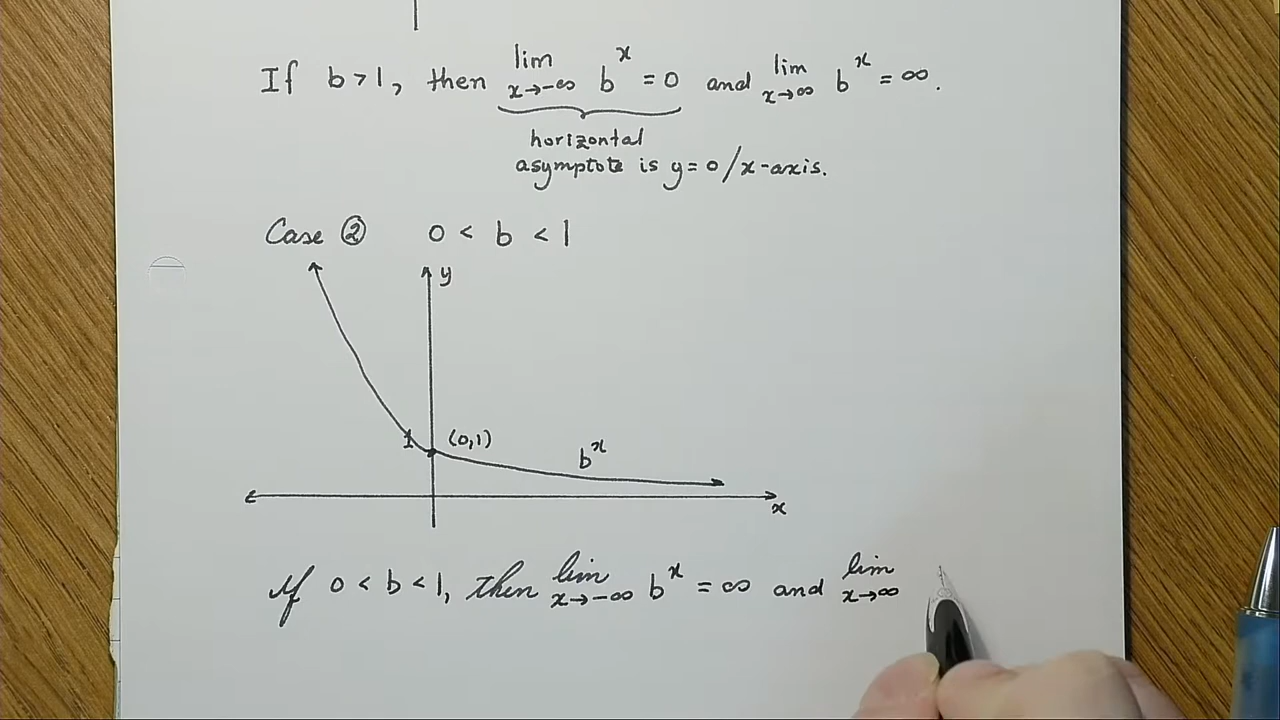 If b > 1, then lim x→-∞ b^x = 0 and lim x→∞ b^x = ∞.
horizontal
asymptote is y = 0/x-axis.
Case ② 0 < b < 1
y
1 (0,1)
b^x
x
If 0 < b < 1, then lim x→-∞ b^x = ∞ and lim x→∞